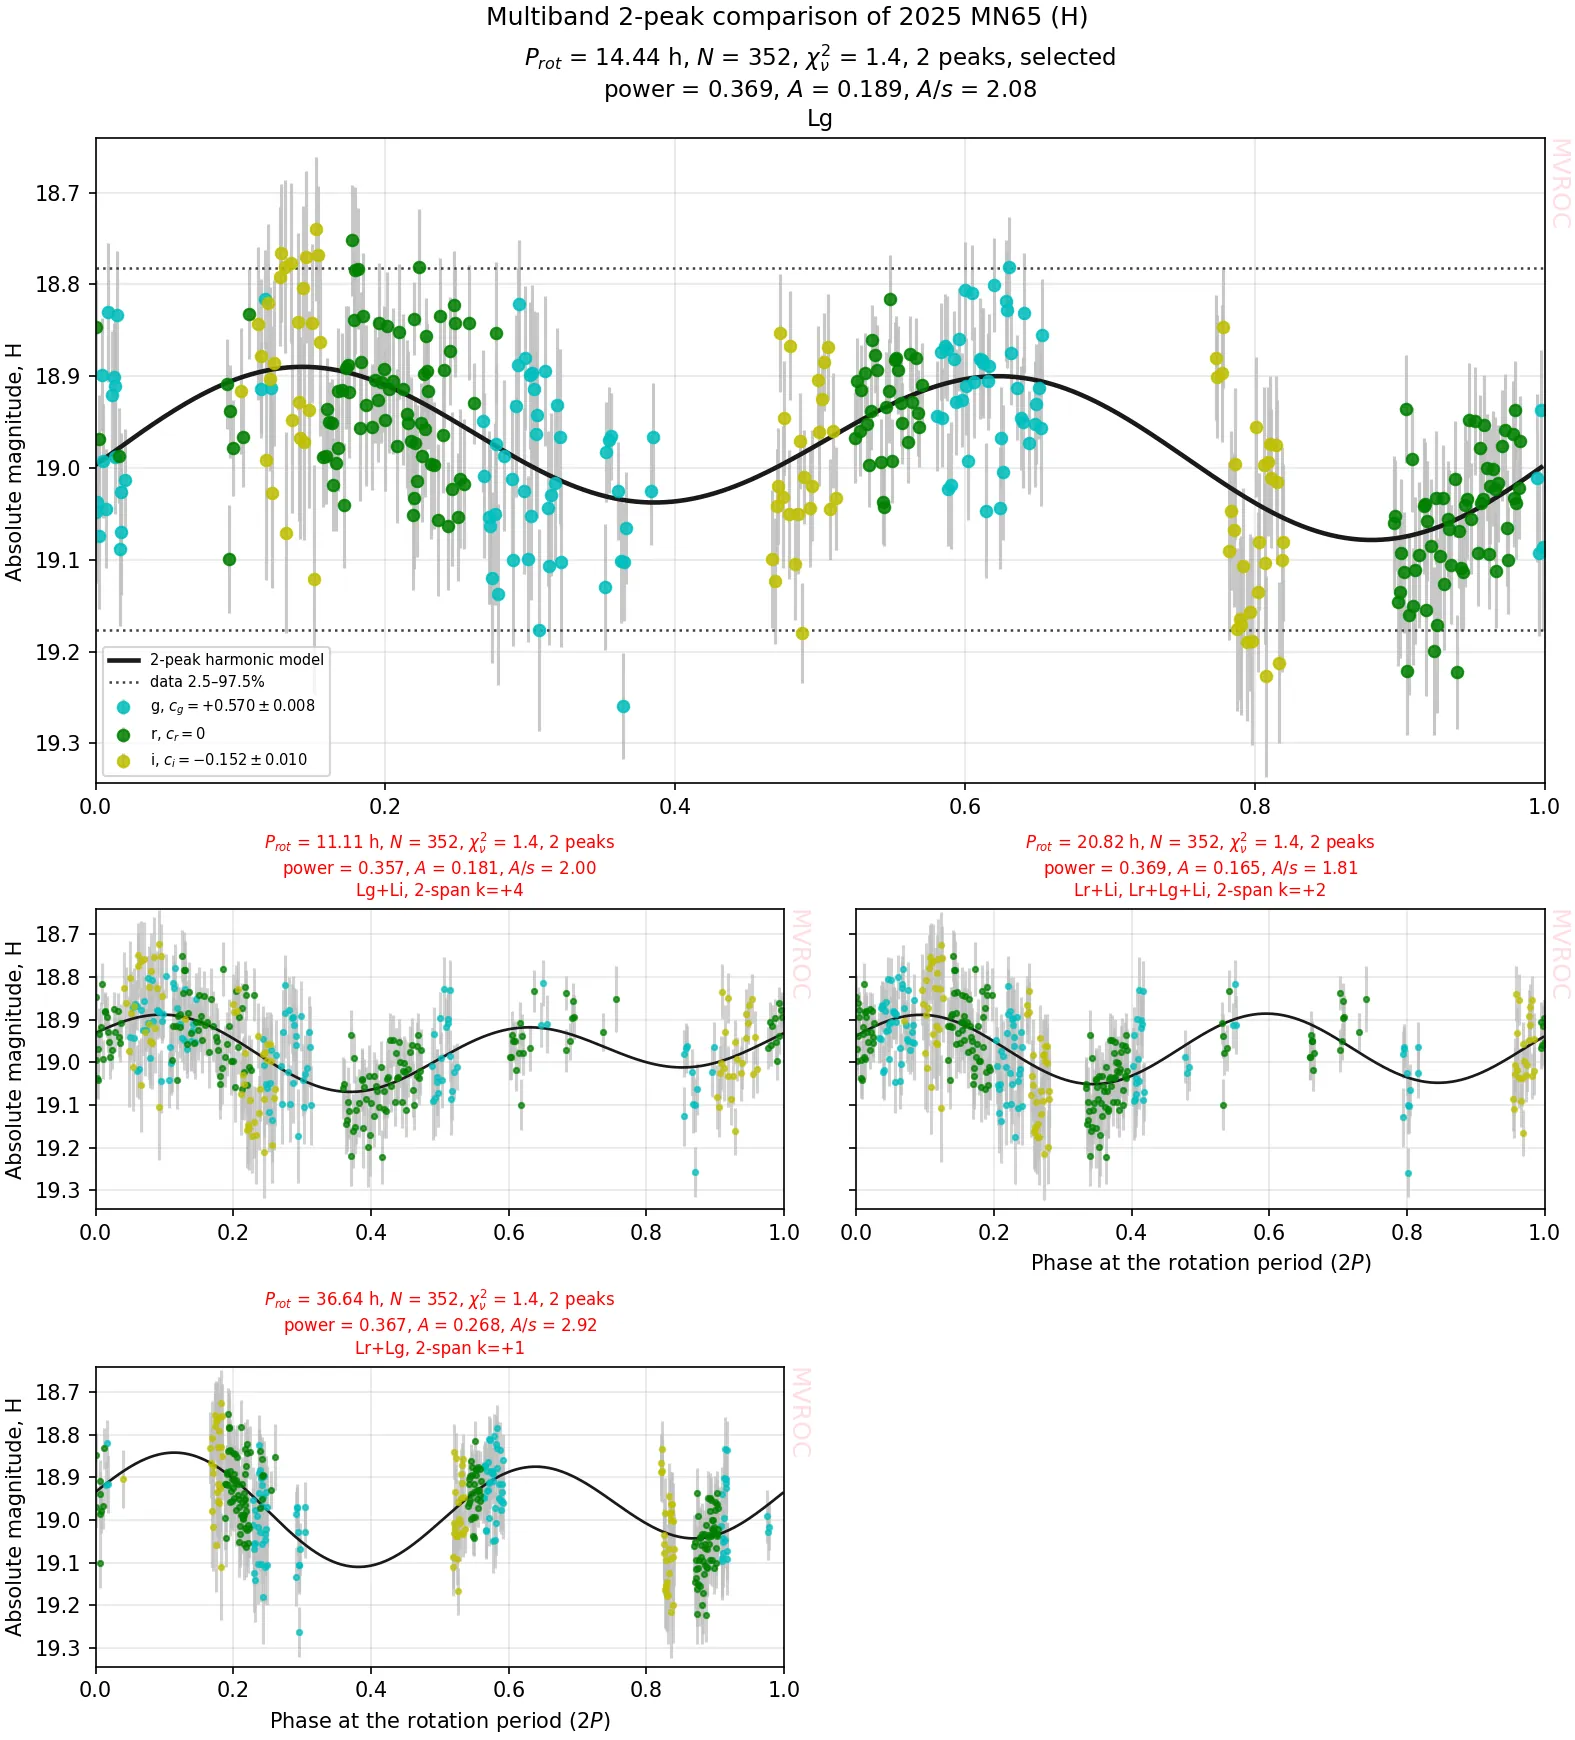 Multiband 2-peak comparison of 2025 MN65 (H)
P_rot = 14.44 h, N = 352, χ²_ν = 1.4, 2 peaks, selected
power = 0.369, A = 0.189, A/s = 2.08
Lg
MVROC
Absolute magnitude, H
18.7
18.8
18.9
19.0
19.1
19.2
19.3
2-peak harmonic model
data 2.5–97.5%
g, c_g = +0.570 ± 0.008
r, c_r = 0
i, c_i = −0.152 ± 0.010
0.0 0.2 0.4 0.6 0.8 1.0
P_rot = 11.11 h, N = 352, χ²_ν = 1.4, 2 peaks
power = 0.357, A = 0.181, A/s = 2.00
Lg+Li, 2-span k=+4
MVROC
Absolute magnitude, H
18.7
18.8
18.9
19.0
19.1
19.2
19.3
0.0 0.2 0.4 0.6 0.8 1.0
P_rot = 20.82 h, N = 352, χ²_ν = 1.4, 2 peaks
power = 0.369, A = 0.165, A/s = 1.81
Lr+Li, Lr+Lg+Li, 2-span k=+2
MVROC
0.0 0.2 0.4 0.6 0.8 1.0
Phase at the rotation period (2P)
P_rot = 36.64 h, N = 352, χ²_ν = 1.4, 2 peaks
power = 0.367, A = 0.268, A/s = 2.92
Lr+Lg, 2-span k=+1
MVROC
Absolute magnitude, H
18.7
18.8
18.9
19.0
19.1
19.2
19.3
0.0 0.2 0.4 0.6 0.8 1.0
Phase at the rotation period (2P)